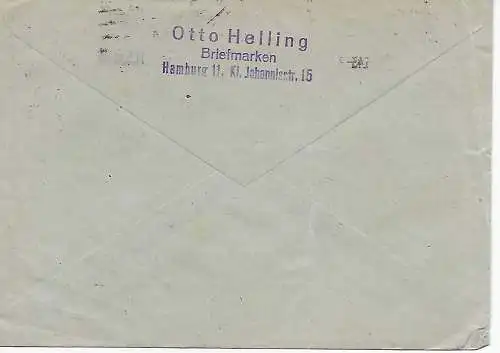 Otto Helling
Briefmarken
Hamburg 11, Kl. Johannisstr. 15